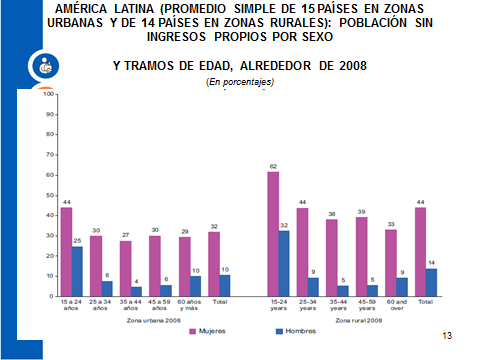 AMÉRICA LATINA (PROMEDIO SIMPLE DE 15 PAÍSES EN ZONAS
URBANAS Y DE 14 PAÍSES EN ZONAS RURALES): POBLACIÓN SIN
INGRESOS PROPIOS POR SEXO
Y TRAMOS DE EDAD, ALREDEDOR DE 2008
(En porcentajes)
100
90
80
70
60
50
40
30
20
10
0
44 25 30 8 27 4 30 6 29 10 32 10
62 32 44 9 38 5 39 5 33 9 44 14
15 a 24 25 a 34 35 a 44 45 a 59 60 años Total
años años años años y más
15-24 25-34 35-44 45-59 60 and Total
years years years years over
Zona urbana 2008 Zona rural 2008
Mujeres Hombres
13